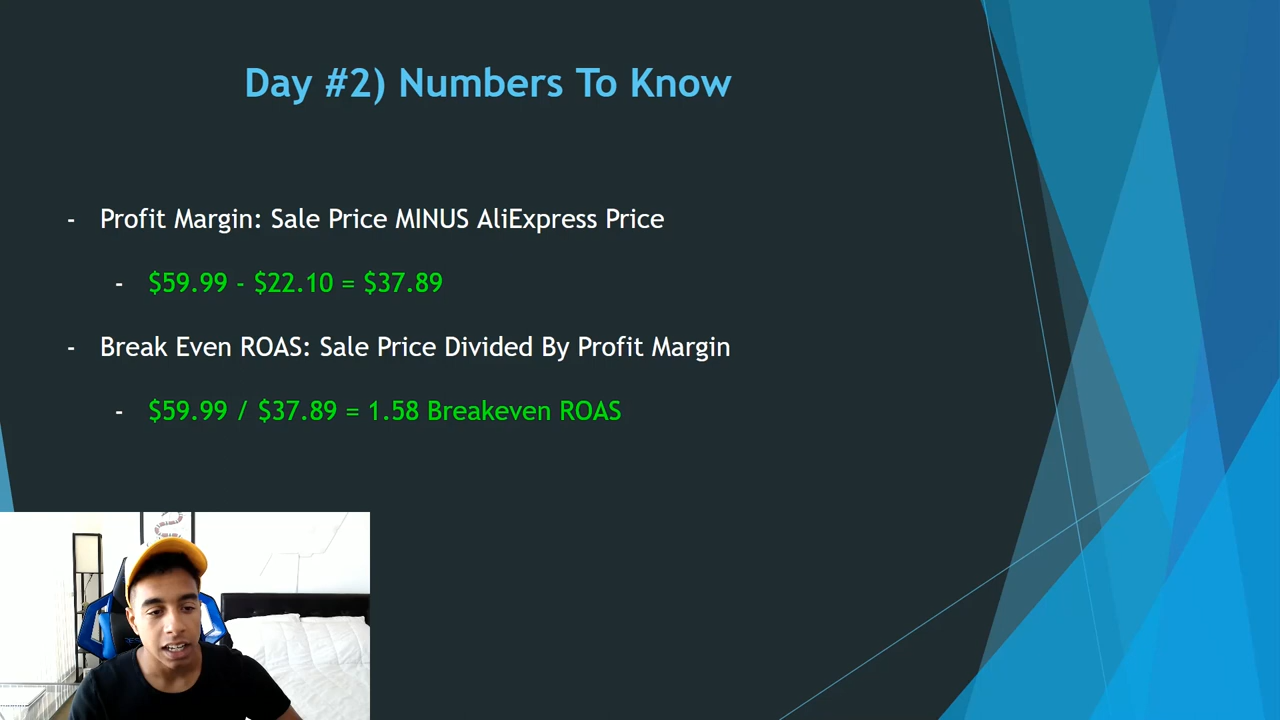 Day #2) Numbers To Know
- Profit Margin: Sale Price MINUS AliExpress Price
- $59.99 - $22.10 = $37.89
- Break Even ROAS: Sale Price Divided By Profit Margin
- $59.99 / $37.89 = 1.58 Breakeven ROAS